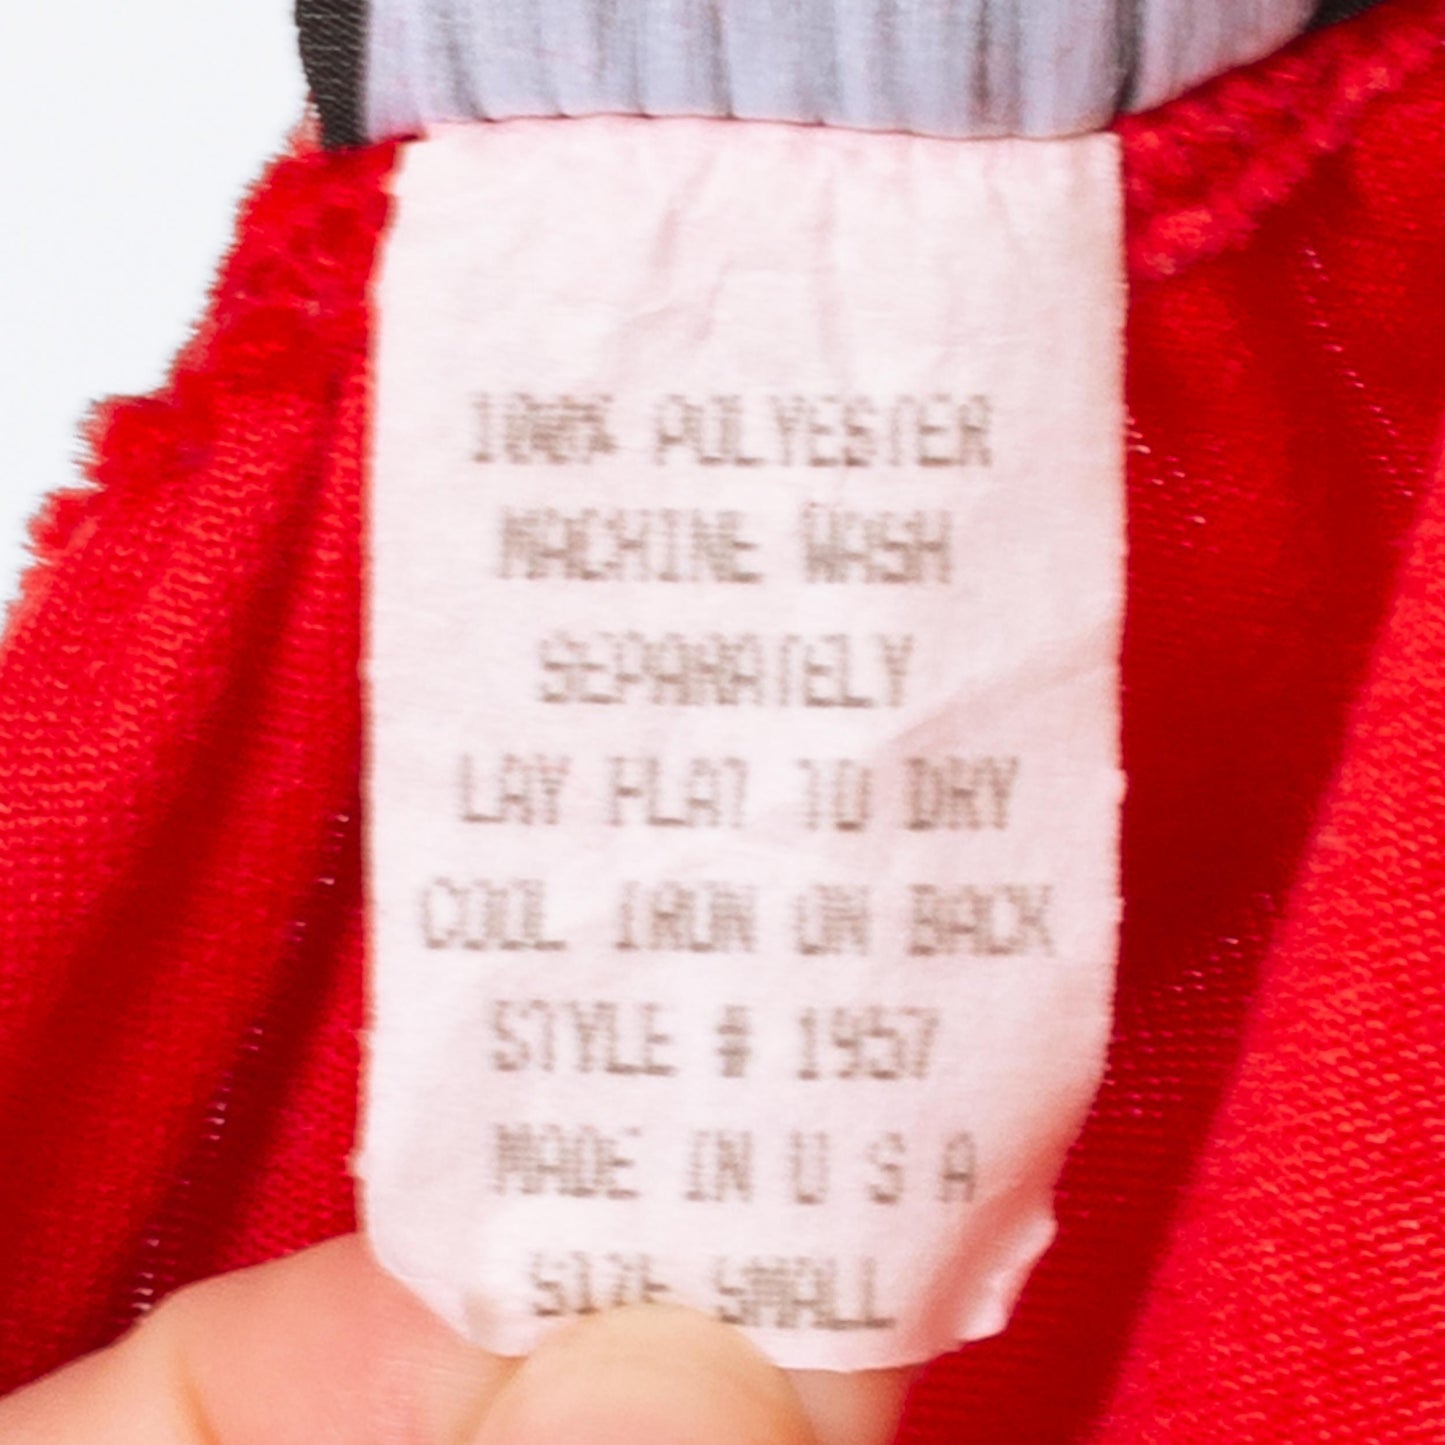 100% POLYESTER
MACHINE WASH
SEPARATELY
LAY FLAT TO DRY
COOL IRON ON BACK
STYLE # 1957
MADE IN U S A
SIZE SMALL